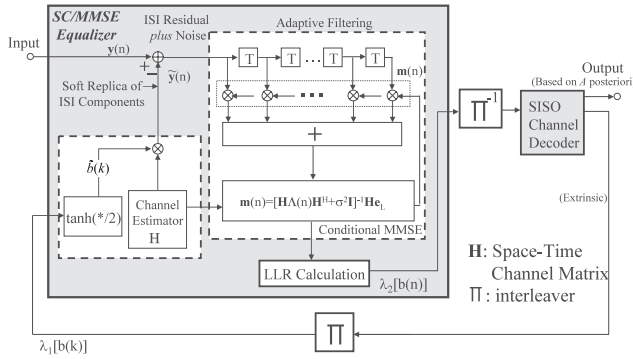 SC/MMSE
Equalizer
ISI Residual
plus Noise
Adaptive Filtering
Input
y(n)
+
−
ỹ(n)
T
T
...
T
T
m(n)
Soft Replica of
ISI Components
+
b̂(k)
tanh(*/2)
Channel
Estimator
H
m(n)=[HΛ(n)Hᴴ+σ²I]⁻¹He_L
Conditional MMSE
LLR Calculation
λ₂[b(n)]
Π⁻¹
SISO
Channel
Decoder
Output
(Based on A posteriori
(Extrinsic)
H: Space-Time
Channel Matrix
Π : interleaver
Π
λ₁[b(k)]